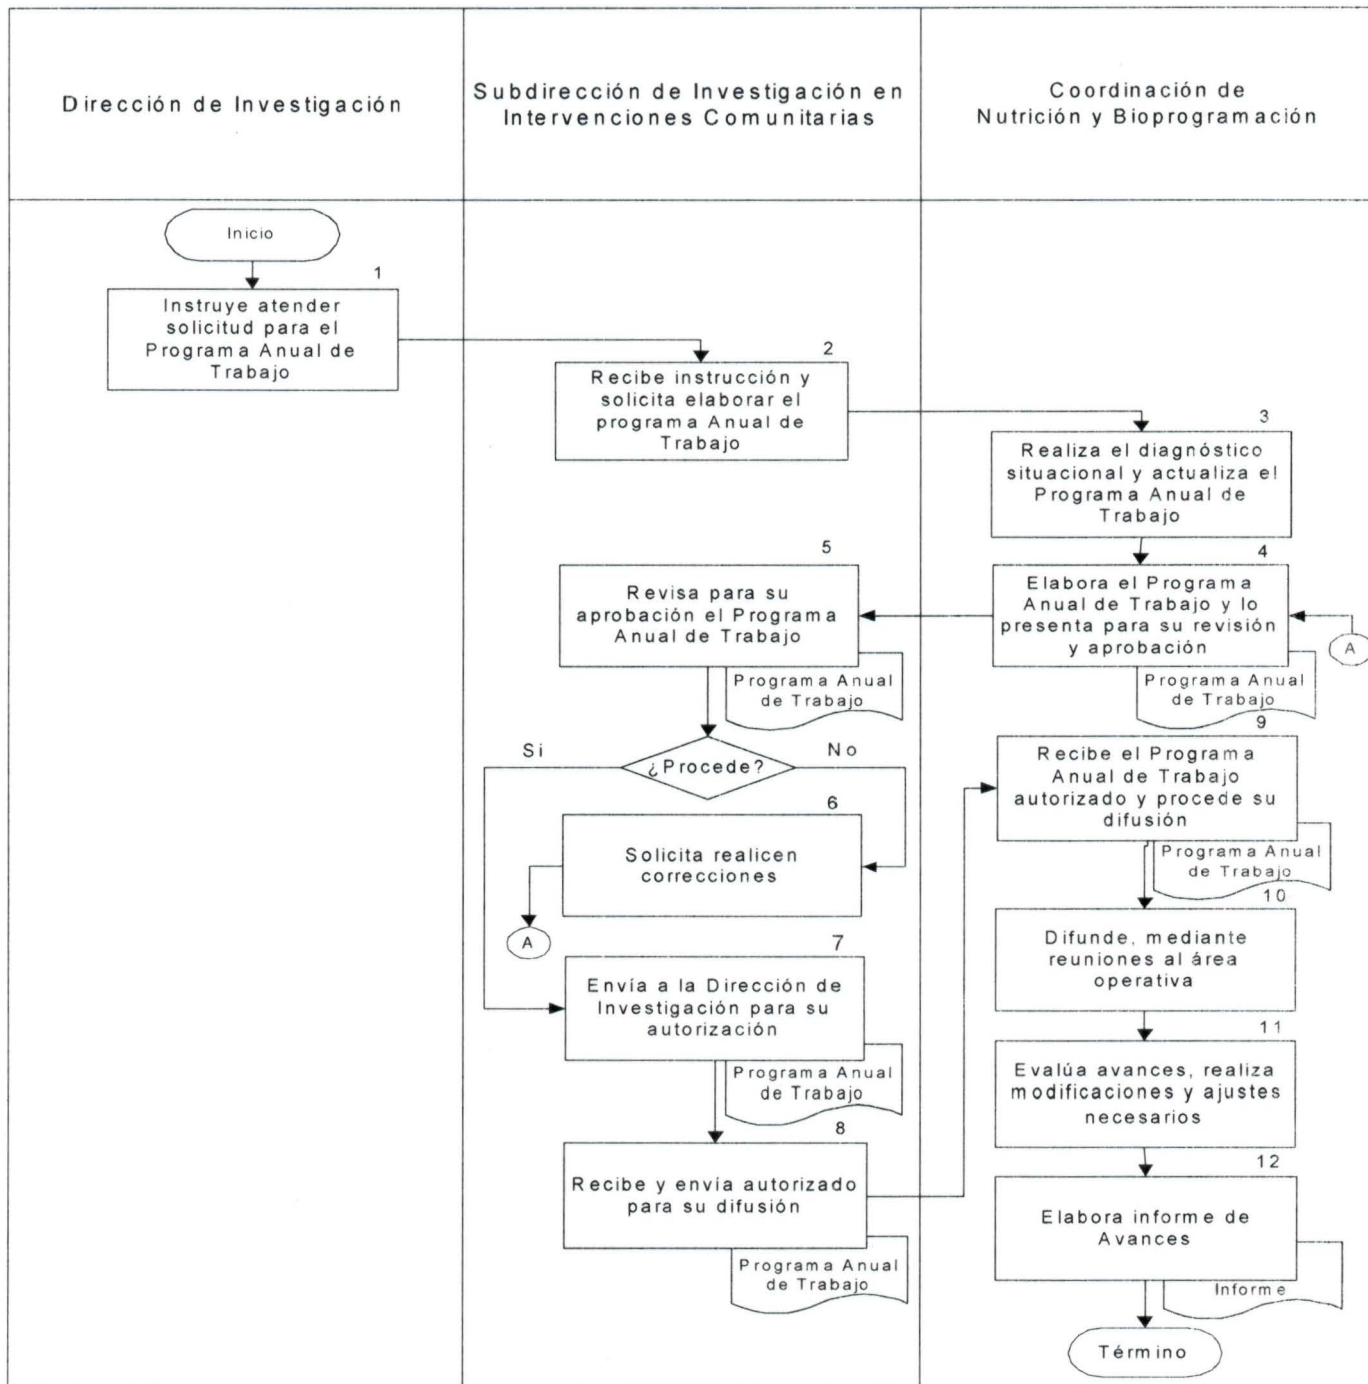 Dirección de Investigación
Subdirección de Investigación en
Intervenciones Comunitarias
Coordinación de
Nutrición y Bioprogramación
Inicio
1
Instruye atender
solicitud para el
Programa Anual de
Trabajo
2
Recibe instrucción y
solicita elaborar el
programa Anual de
Trabajo
3
Realiza el diagnóstico
situacional y actualiza el
Programa Anual de
Trabajo
4
Elabora el Programa
Anual de Trabajo y lo
presenta para su revisión
y aprobación
A
Programa Anual
de Trabajo
5
Revisa para su
aprobación el Programa
Anual de Trabajo
Programa Anual
de Trabajo
Si
¿Procede?
No
6
Solicita realicen
correcciones
A
7
Envía a la Dirección de
Investigación para su
autorización
Programa Anual
de Trabajo
8
Recibe y envía autorizado
para su difusión
Programa Anual
de Trabajo
9
Recibe el Programa
Anual de Trabajo
autorizado y procede su
difusión
Programa Anual
de Trabajo
10
Difunde, mediante
reuniones al área
operativa
11
Evalúa avances, realiza
modificaciones y ajustes
necesarios
12
Elabora informe de
Avances
Informe
Término